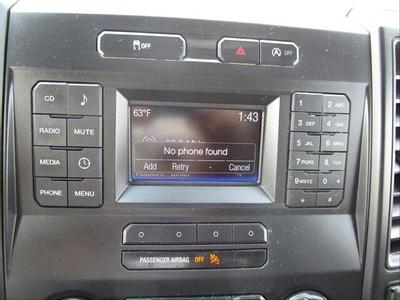 OFF
OFF
CD
RADIO MUTE
MEDIA
PHONE MENU
63°F 1:43
No phone found
Add Retry - Cancel
1 2 ABC
3 DEF 4 GHI
5 JKL 6 MNO
7 PQRS 8 TUV
9 WXYZ 0 +
* #
PASSENGER AIRBAG OFF